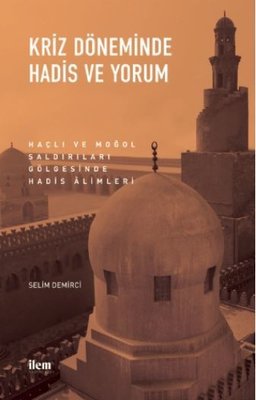 KRİZ DÖNEMİNDE
HADİS VE YORUM
HAÇLI VE MOĞOL
SALDIRILARI
GÖLGESİNDE
HADİS ÂLİMLERİ
SELİM DEMİRCİ
ilem